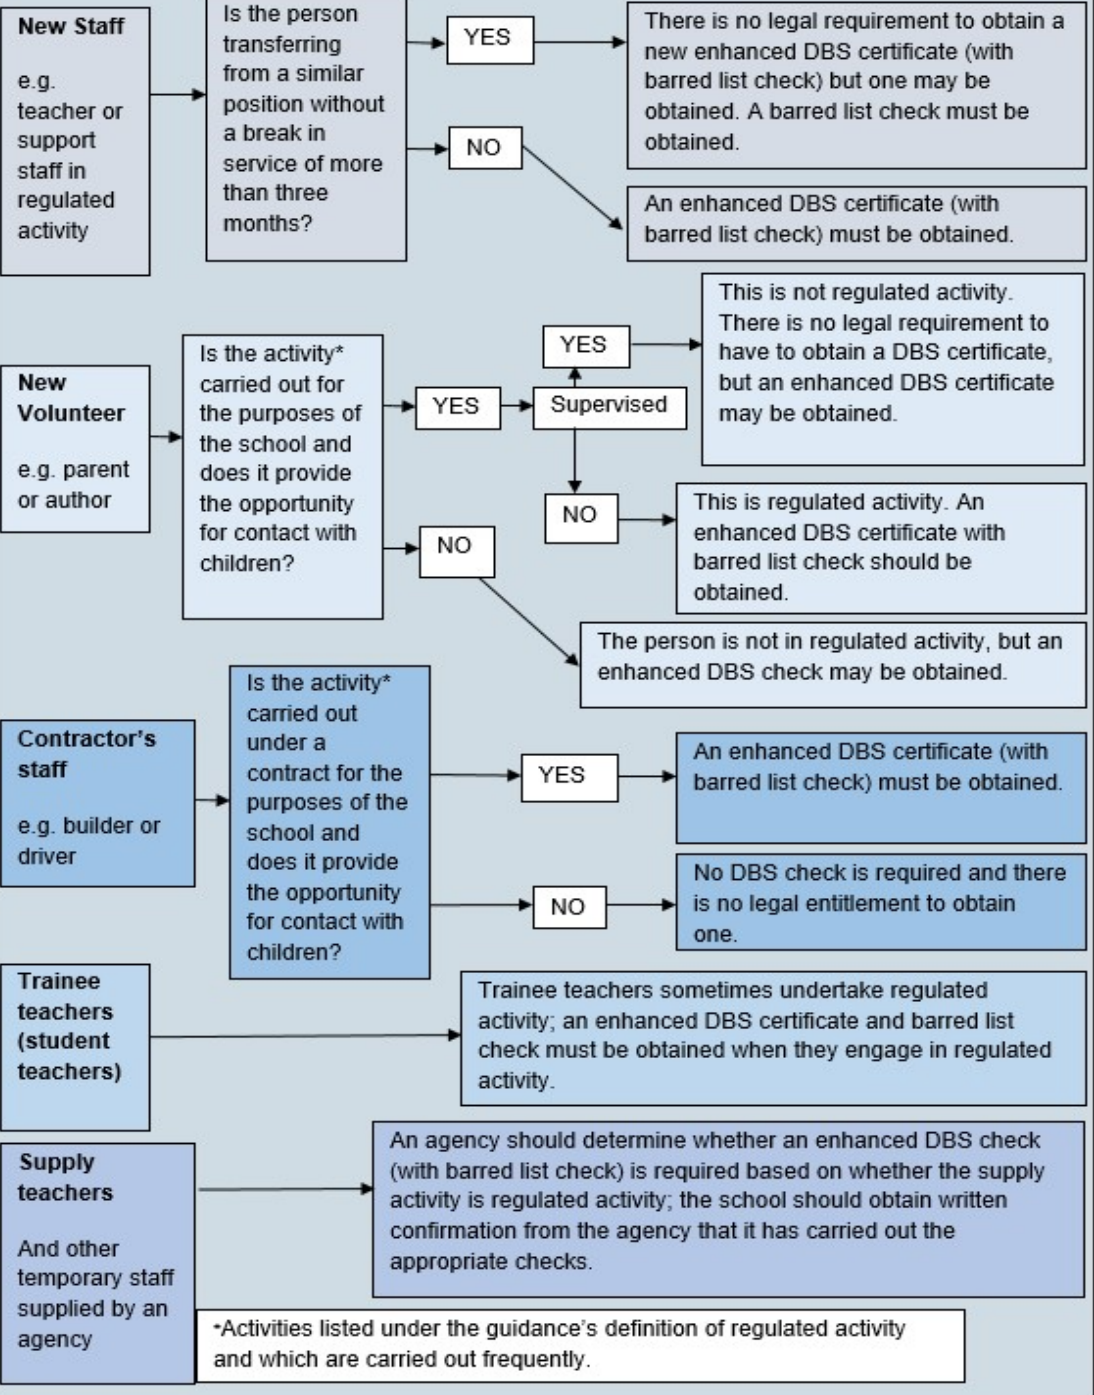 New Staff
e.g.
teacher or
support
staff in
regulated
activity
Is the person
transferring
from a similar
position without
a break in
service of more
than three
months?
YES
There is no legal requirement to obtain a
new enhanced DBS certificate (with
barred list check) but one may be
obtained. A barred list check must be
obtained.
NO
An enhanced DBS certificate (with
barred list check) must be obtained.
New
Volunteer
e.g. parent
or author
Is the activity*
carried out for
the purposes of
the school and
does it provide
the opportunity
for contact with
children?
YES
Supervised
YES
This is not regulated activity.
There is no legal requirement to
have to obtain a DBS certificate,
but an enhanced DBS certificate
may be obtained.
NO
This is regulated activity. An
enhanced DBS certificate with
barred list check should be
obtained.
NO
The person is not in regulated activity, but an
enhanced DBS check may be obtained.
Contractor's
staff
e.g. builder or
driver
Is the activity*
carried out
under a
contract for the
purposes of the
school and
does it provide
the opportunity
for contact with
children?
YES
An enhanced DBS certificate (with
barred list check) must be obtained.
NO
No DBS check is required and there
is no legal entitlement to obtain
one.
Trainee
teachers
(student
teachers)
Trainee teachers sometimes undertake regulated
activity; an enhanced DBS certificate and barred list
check must be obtained when they engage in regulated
activity.
Supply
teachers
And other
temporary staff
supplied by an
agency
An agency should determine whether an enhanced DBS check
(with barred list check) is required based on whether the supply
activity is regulated activity; the school should obtain written
confirmation from the agency that it has carried out the
appropriate checks.
*Activities listed under the guidance's definition of regulated activity
and which are carried out frequently.